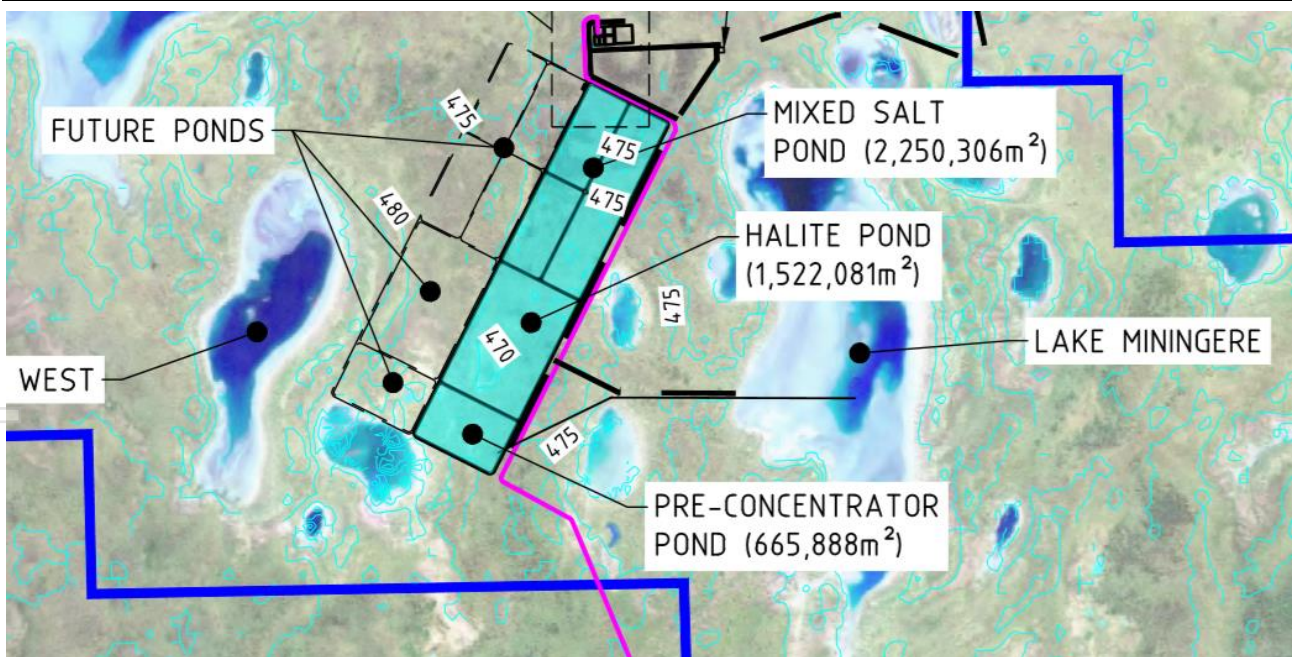 475
FUTURE PONDS
MIXED SALT
POND (2,250,306m²)
475
475
480
HALITE POND
(1,522,081m²)
475
470
LAKE MININGERE
WEST
475
PRE-CONCENTRATOR
POND (665,888m²)